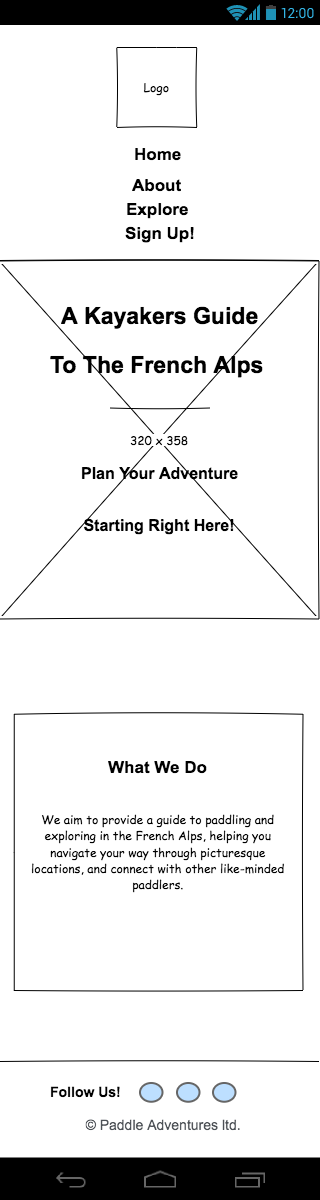 12:00
Logo
Home
About
Explore
Sign Up!
A Kayakers Guide
To The French Alps
320 x 358
Plan Your Adventure
Starting Right Here!
What We Do
We aim to provide a guide to paddling and
exploring in the French Alps, helping you
navigate your way through picturesque
locations, and connect with other like-minded
paddlers.
Follow Us!
© Paddle Adventures ltd.